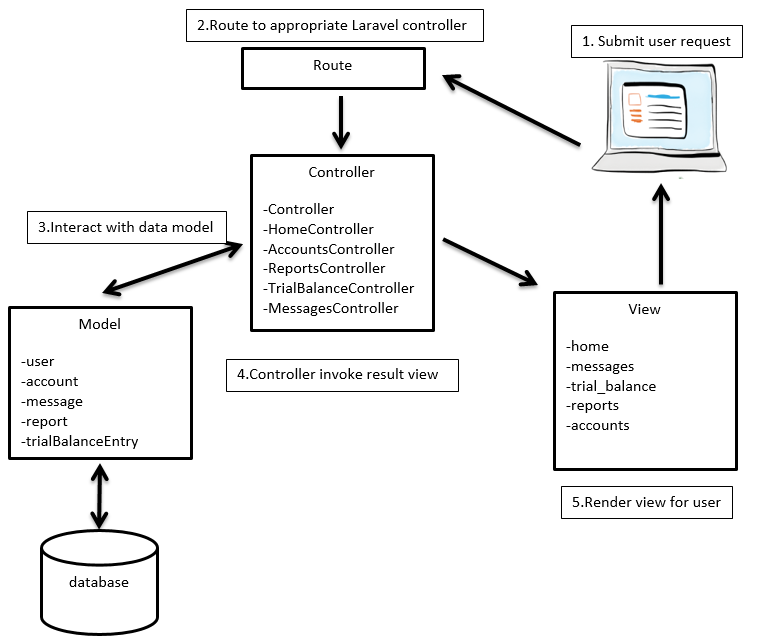 2.Route to appropriate Laravel controller
1. Submit user request
Route
Controller
-Controller
-HomeController
-AccountsController
-ReportsController
-TrialBalanceController
-MessagesController
3.Interact with data model
Model
-user
-account
-message
-report
-trialBalanceEntry
4.Controller invoke result view
View
-home
-messages
-trial_balance
-reports
-accounts
5.Render view for user
database